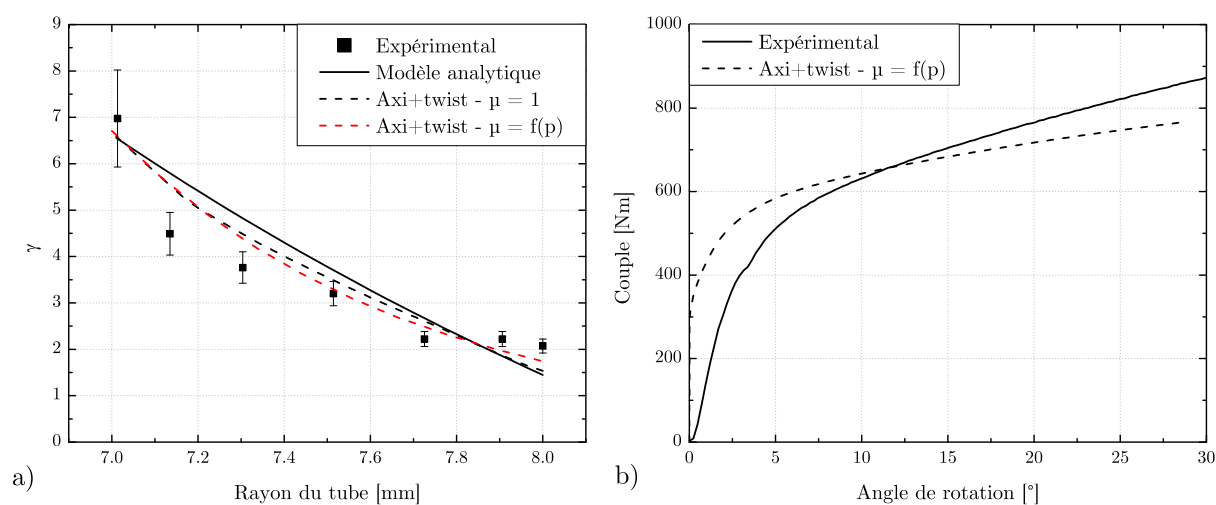 9
8
7
6
5
4
3
2
1
0
γ
Expérimental
Modèle analytique
Axi+twist - µ = 1
Axi+twist - µ = f(p)
7.0 7.2 7.4 7.6 7.8 8.0
a)
Rayon du tube [mm]
1000
800
600
400
200
0
Couple [Nm]
Expérimental
Axi+twist - µ = f(p)
0 5 10 15 20 25 30
b)
Angle de rotation [°]